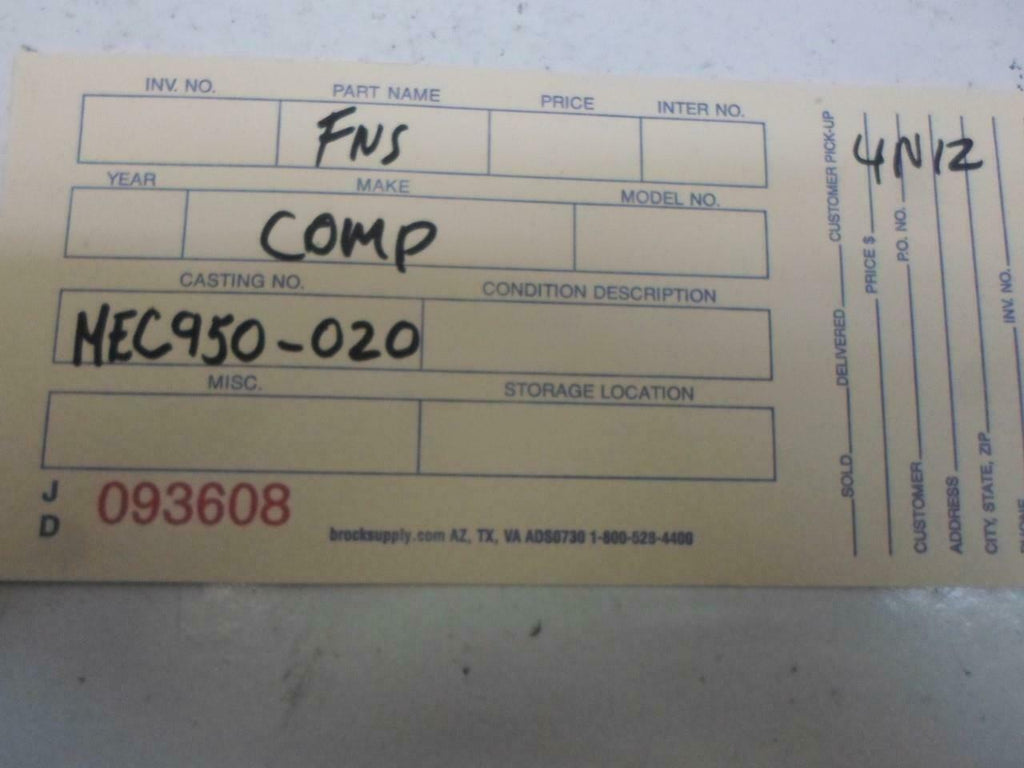 INV. NO. PART NAME PRICE INTER NO.
FNS
YEAR MAKE MODEL NO.
COMP
CASTING NO. CONDITION DESCRIPTION
MEC950-020
MISC. STORAGE LOCATION
J
D
093608
brocksupply.com AZ, TX, VA ADS0730 1-800-528-4400
SOLD DELIVERED CUSTOMER PICK-UP
PRICE $
4N12
CUSTOMER P.O. NO.
ADDRESS
CITY, STATE, ZIP
INV. NO.